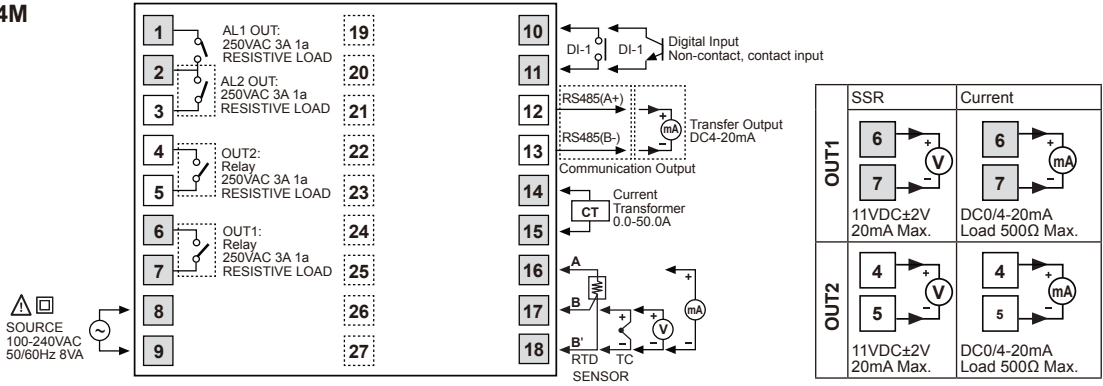 4M
1
2
3
4
5
6
7
8
9
AL1 OUT:
250VAC 3A 1a
RESISTIVE LOAD
AL2 OUT:
250VAC 3A 1a
RESISTIVE LOAD
OUT2:
Relay
250VAC 3A 1a
RESISTIVE LOAD
OUT1:
Relay
250VAC 3A 1a
RESISTIVE LOAD
SOURCE
100-240VAC
50/60Hz 8VA
~
19
20
21
22
23
24
25
26
27
10
11
12
13
14
15
16
17
18
DI-1
DI-1
Digital Input
Non-contact, contact input
RS485(A+)
RS485(B-)
+
mA
−
Transfer Output
DC4-20mA
Communication Output
CT
Current
Transformer
0.0-50.0A
A
B
B'
RTD
+
−
TC
+
V
−
+
mA
−
SENSOR
SSR
Current
OUT1
6
7
+
V
−
11VDC±2V
20mA Max.
6
7
+
mA
−
DC0/4-20mA
Load 500Ω Max.
OUT2
4
5
+
V
−
11VDC±2V
20mA Max.
4
5
+
mA
−
DC0/4-20mA
Load 500Ω Max.